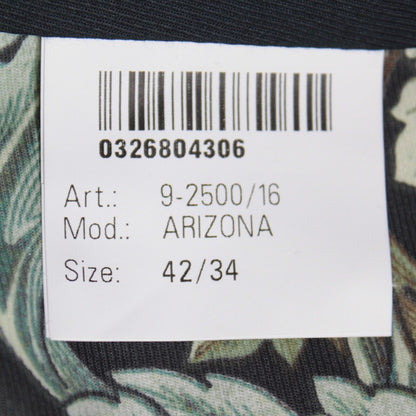 0326804306
Art.: 9-2500/16
Mod.: ARIZONA
Size: 42/34